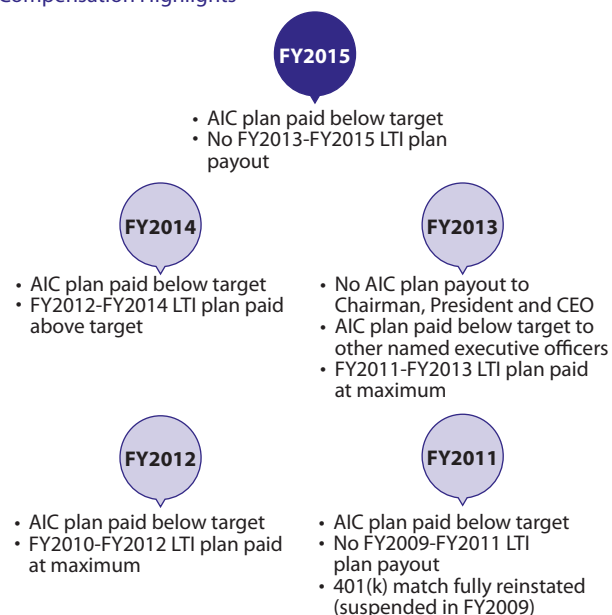 Compensation Highlights
FY2015
• AIC plan paid below target
• No FY2013-FY2015 LTI plan
payout
FY2014
• AIC plan paid below target
• FY2012-FY2014 LTI plan paid
above target
FY2013
• No AIC plan payout to
Chairman, President and CEO
• AIC plan paid below target to
other named executive officers
• FY2011-FY2013 LTI plan paid
at maximum
FY2012
• AIC plan paid below target
• FY2010-FY2012 LTI plan paid
at maximum
FY2011
• AIC plan paid below target
• No FY2009-FY2011 LTI
plan payout
• 401(k) match fully reinstated
(suspended in FY2009)